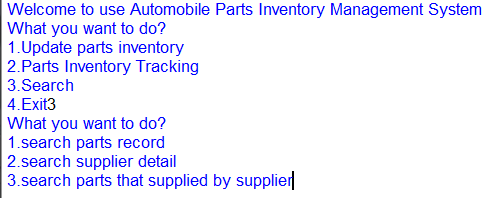 Welcome to use Automobile Parts Inventory Management System
What you want to do?
1.Update parts inventory
2.Parts Inventory Tracking
3.Search
4.Exit3
What you want to do?
1.search parts record
2.search supplier detail
3.search parts that supplied by supplier